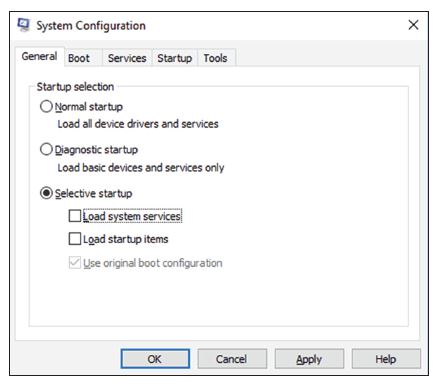 System Configuration
General Boot Services Startup Tools
Startup selection
Normal startup
Load all device drivers and services
Diagnostic startup
Load basic devices and services only
Selective startup
Load system services
Load startup items
Use original boot configuration
OK Cancel Apply Help